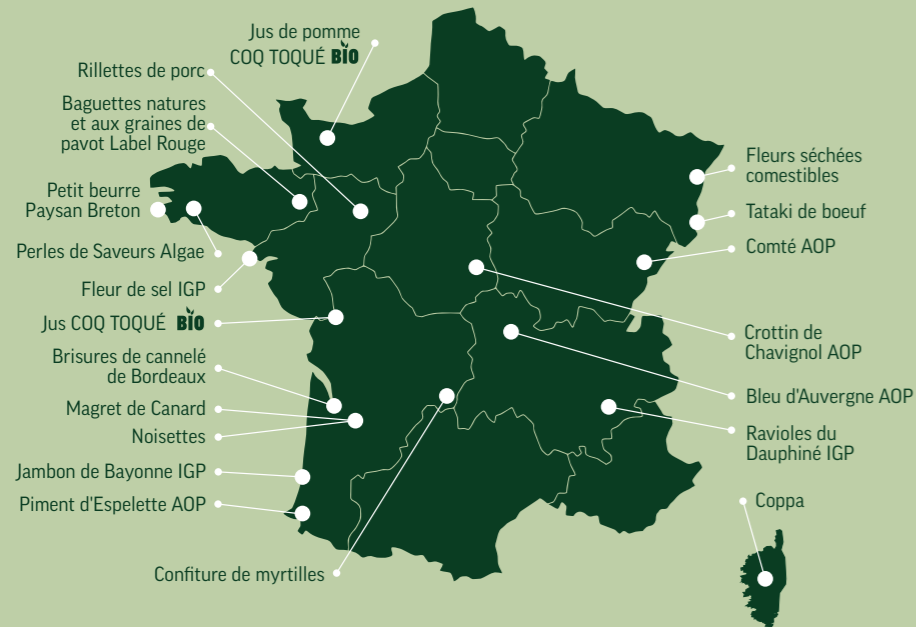 Jus de pomme
COQ TOQUÉ BIO
Rillettes de porc
Baguettes natures
et aux graines de
pavot Label Rouge
Petit beurre
Paysan Breton
Perles de Saveurs Algae
Fleur de sel IGP
Jus COQ TOQUÉ BIO
Brisures de cannelé
de Bordeaux
Magret de Canard
Noisettes
Jambon de Bayonne IGP
Piment d'Espelette AOP
Confiture de myrtilles
Fleurs séchées
comestibles
Tataki de boeuf
Comté AOP
Crottin de
Chavignol AOP
Bleu d'Auvergne AOP
Ravioles du
Dauphiné IGP
Coppa